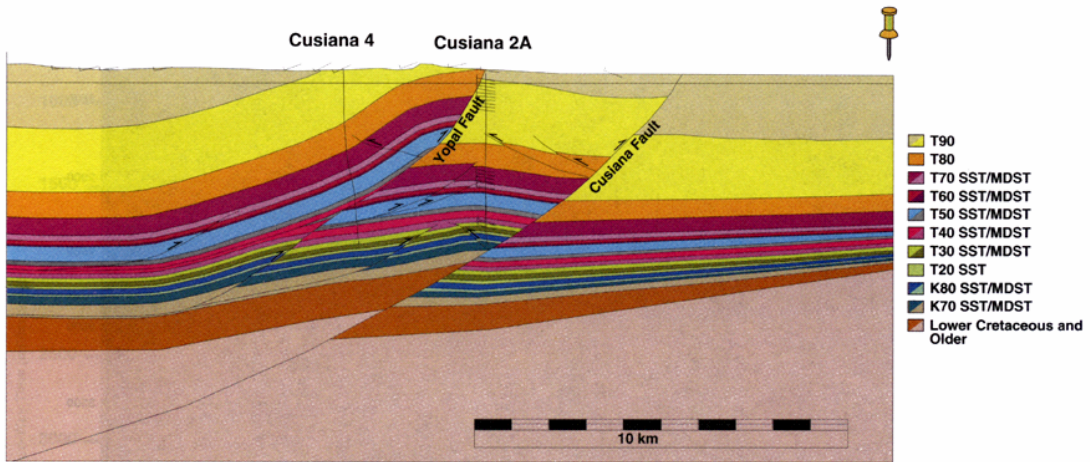 Cusiana 4
Cusiana 2A
Yopal Fault
Cusiana Fault
T90
T80
T70 SST/MDST
T60 SST/MDST
T50 SST/MDST
T40 SST/MDST
T30 SST/MDST
T20 SST
K80 SST/MDST
K70 SST/MDST
Lower Cretaceous and
Older
10 km